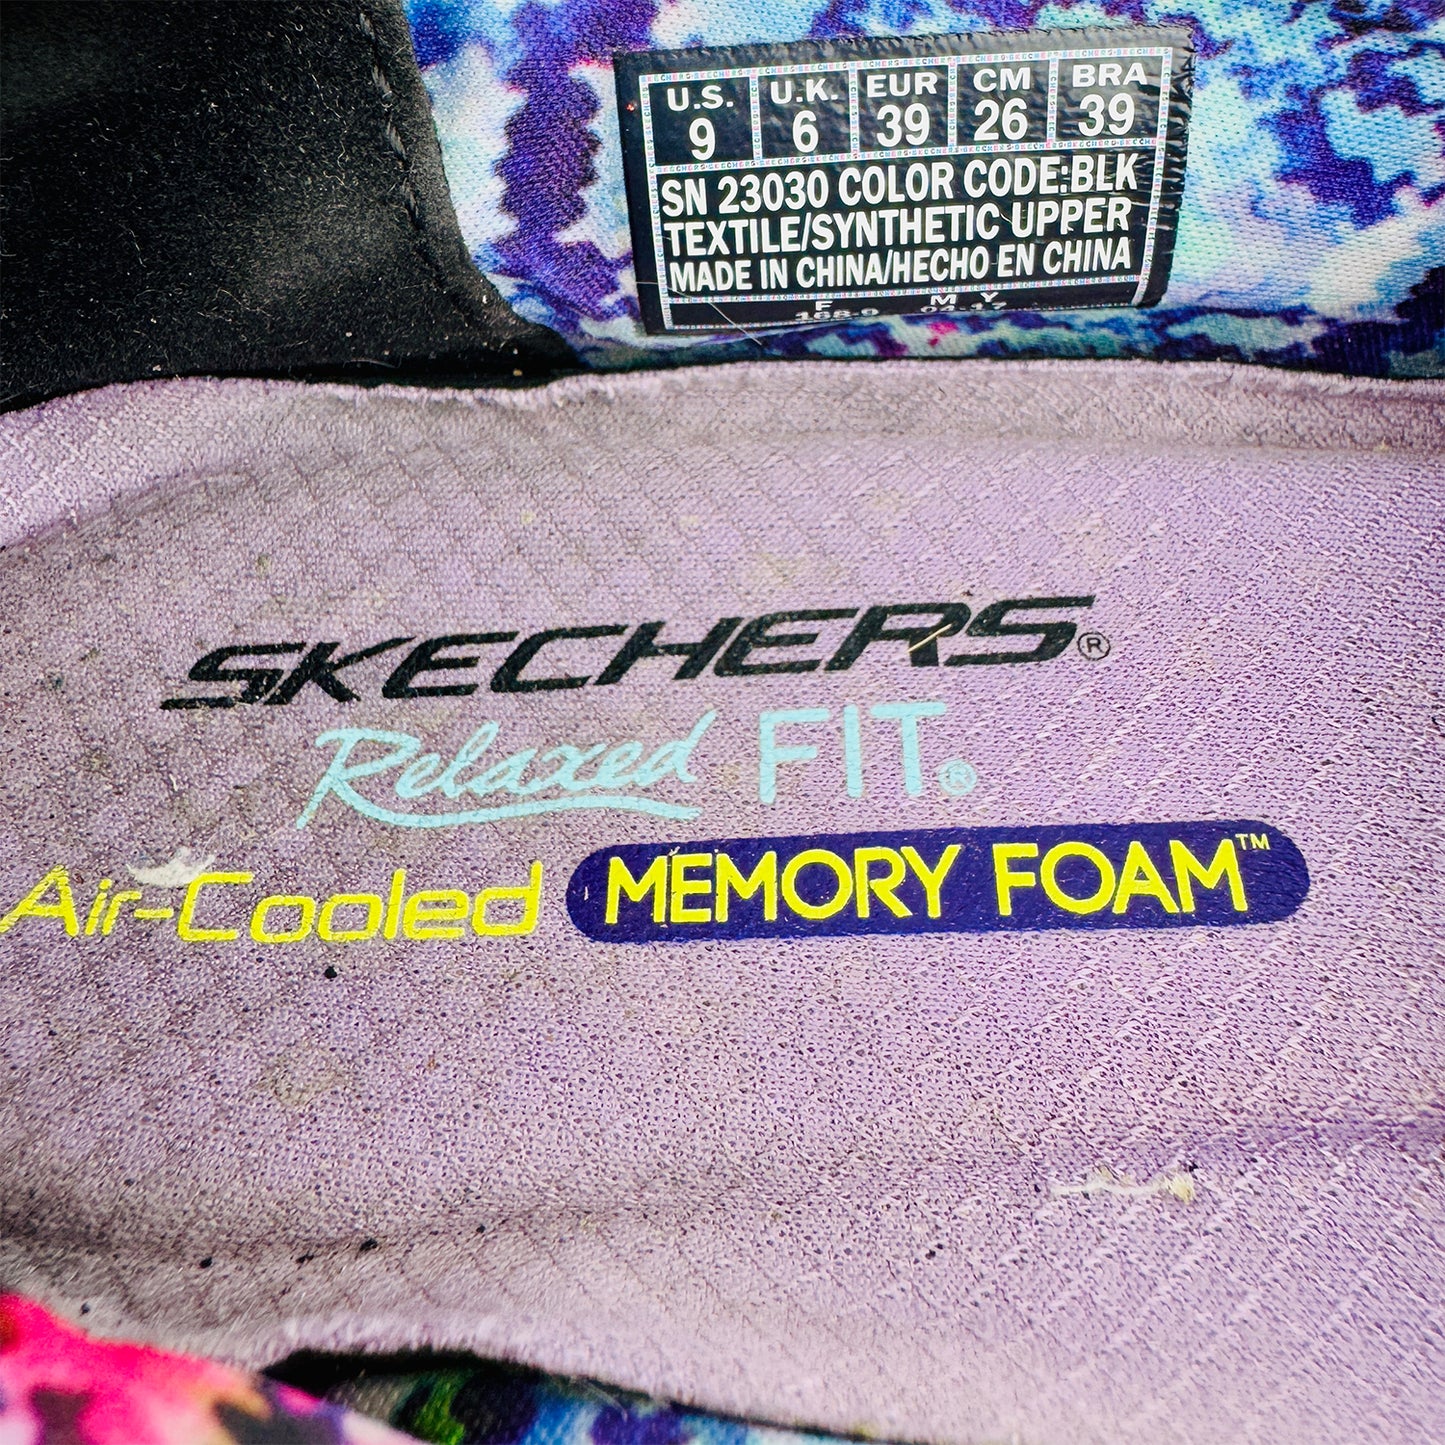 U.S. U.K. EUR CM BRA
9 6 39 26 39
SN 23030 COLOR CODE:BLK
TEXTILE/SYNTHETIC UPPER
MADE IN CHINA/HECHO EN CHINA
F M Y
SKECHERS®
Relaxed FIT®
Air-Cooled MEMORY FOAM™